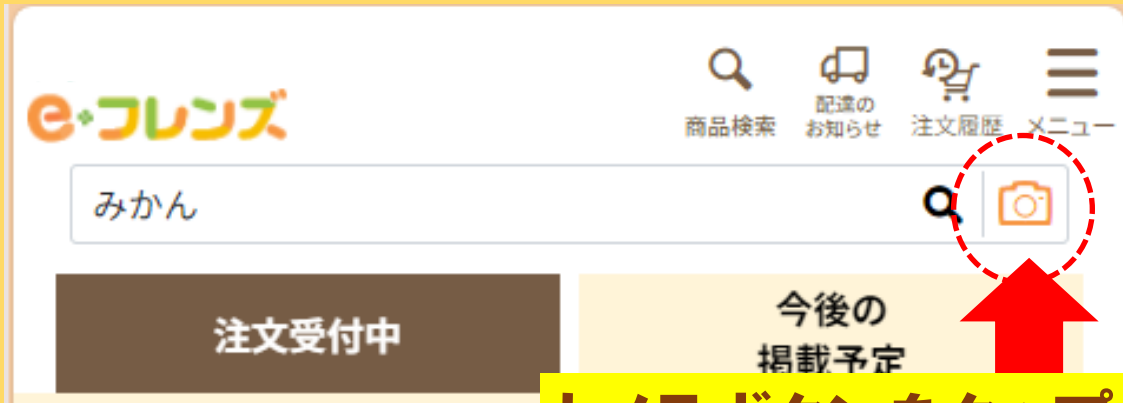 e・フレンズ
商品検索
配達の
お知らせ
注文履歴
メニュー
みかん
注文受付中
今後の
掲載予定